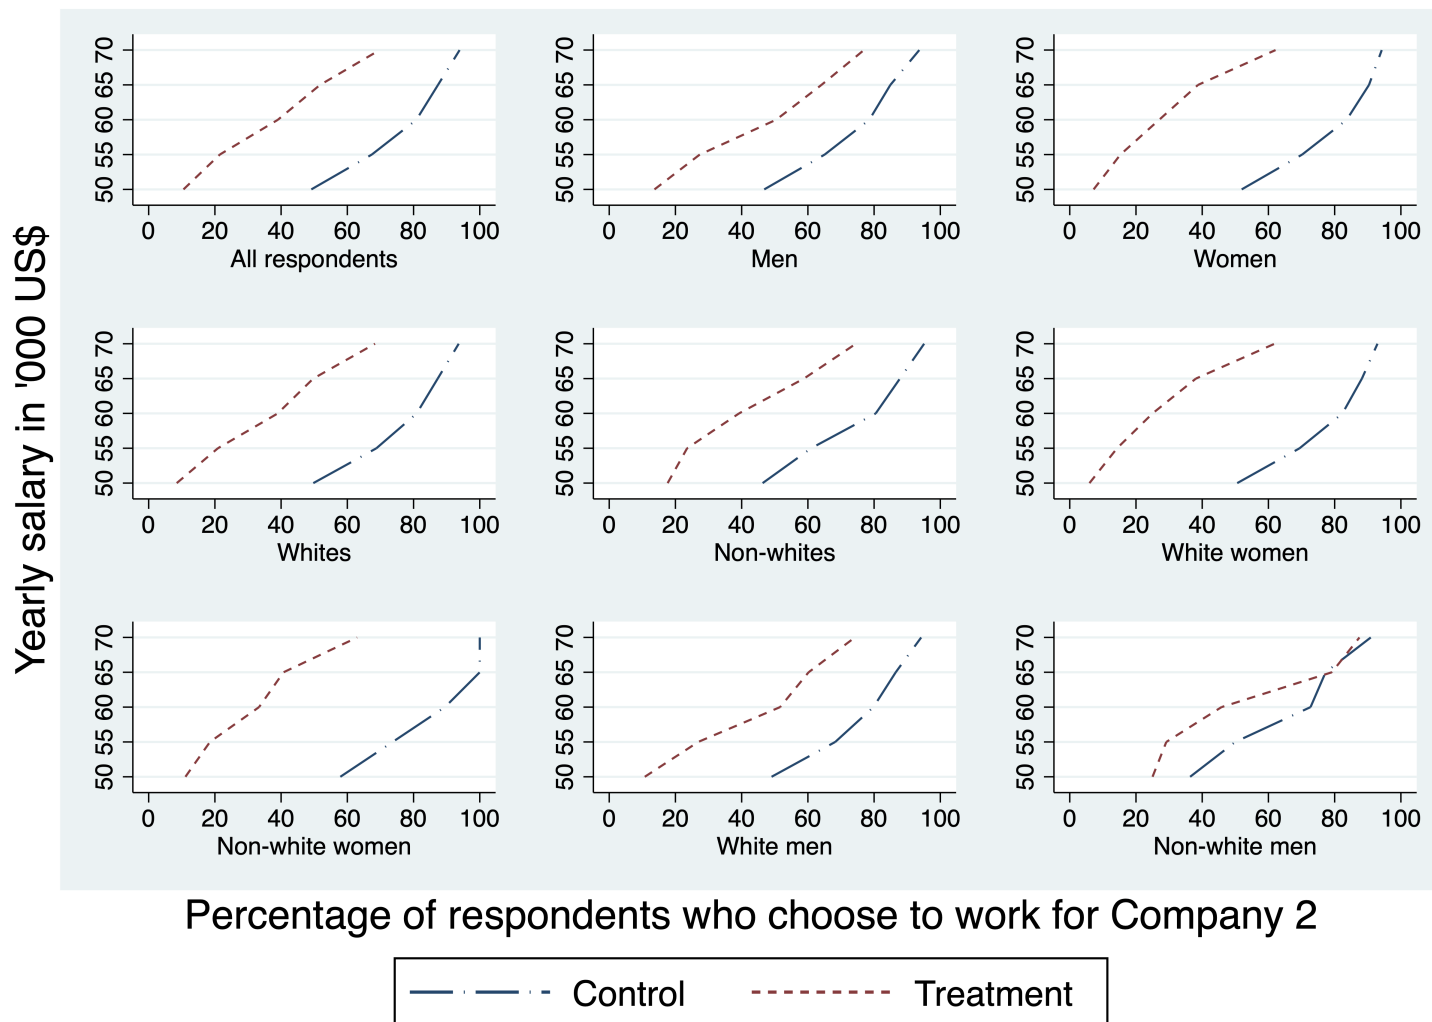 Yearly salary in '000 US$
50 55 60 65 70
0 20 40 60 80 100
All respondents
50 55 60 65 70
0 20 40 60 80 100
Men
50 55 60 65 70
0 20 40 60 80 100
Women
50 55 60 65 70
0 20 40 60 80 100
Whites
50 55 60 65 70
0 20 40 60 80 100
Non-whites
50 55 60 65 70
0 20 40 60 80 100
White women
50 55 60 65 70
0 20 40 60 80 100
Non-white women
50 55 60 65 70
0 20 40 60 80 100
White men
50 55 60 65 70
0 20 40 60 80 100
Non-white men
Percentage of respondents who choose to work for Company 2
Control Treatment